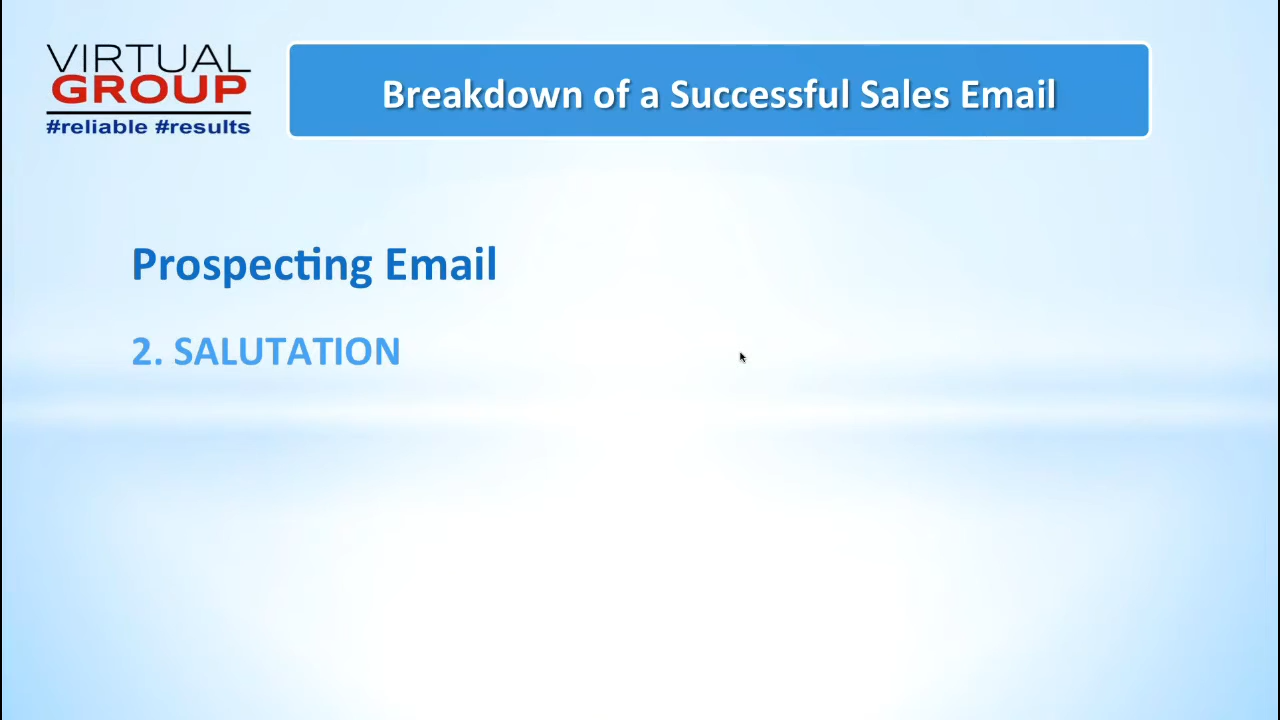 VIRTUAL
GROUP
#reliable #results
Breakdown of a Successful Sales Email
Prospecting Email
2. SALUTATION